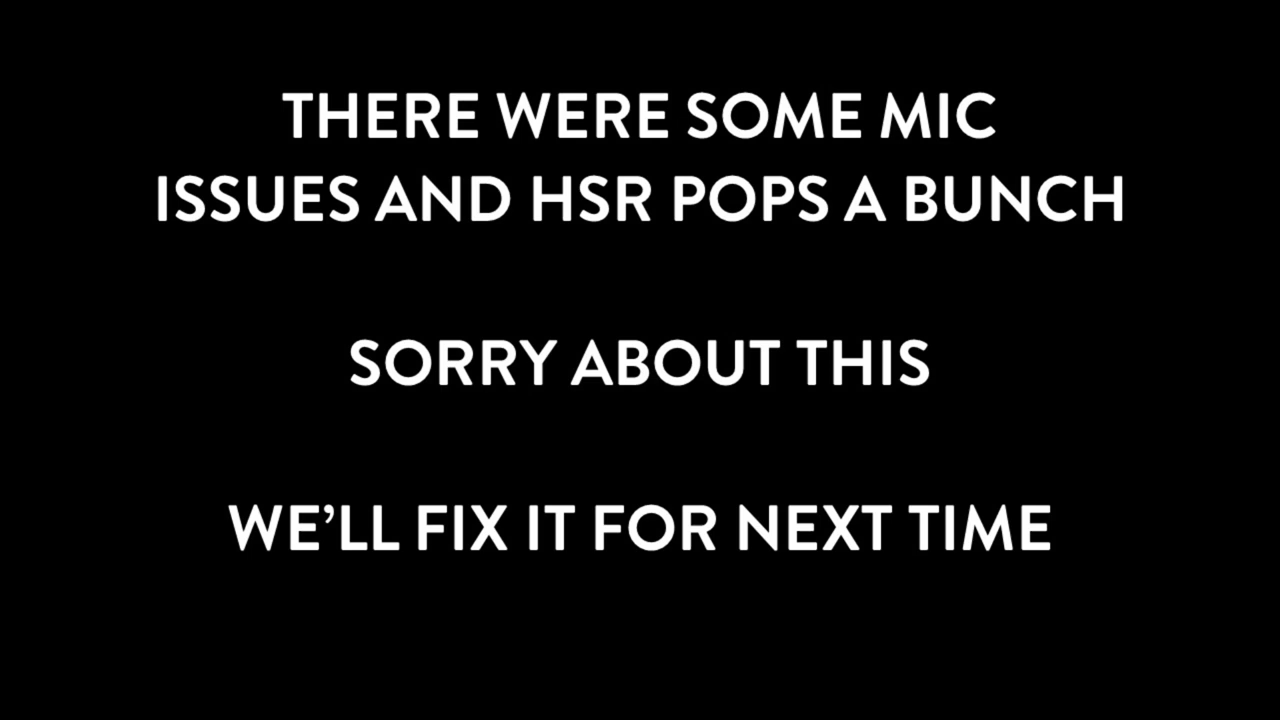 THERE WERE SOME MIC
ISSUES AND HSR POPS A BUNCH
SORRY ABOUT THIS
WE’LL FIX IT FOR NEXT TIME